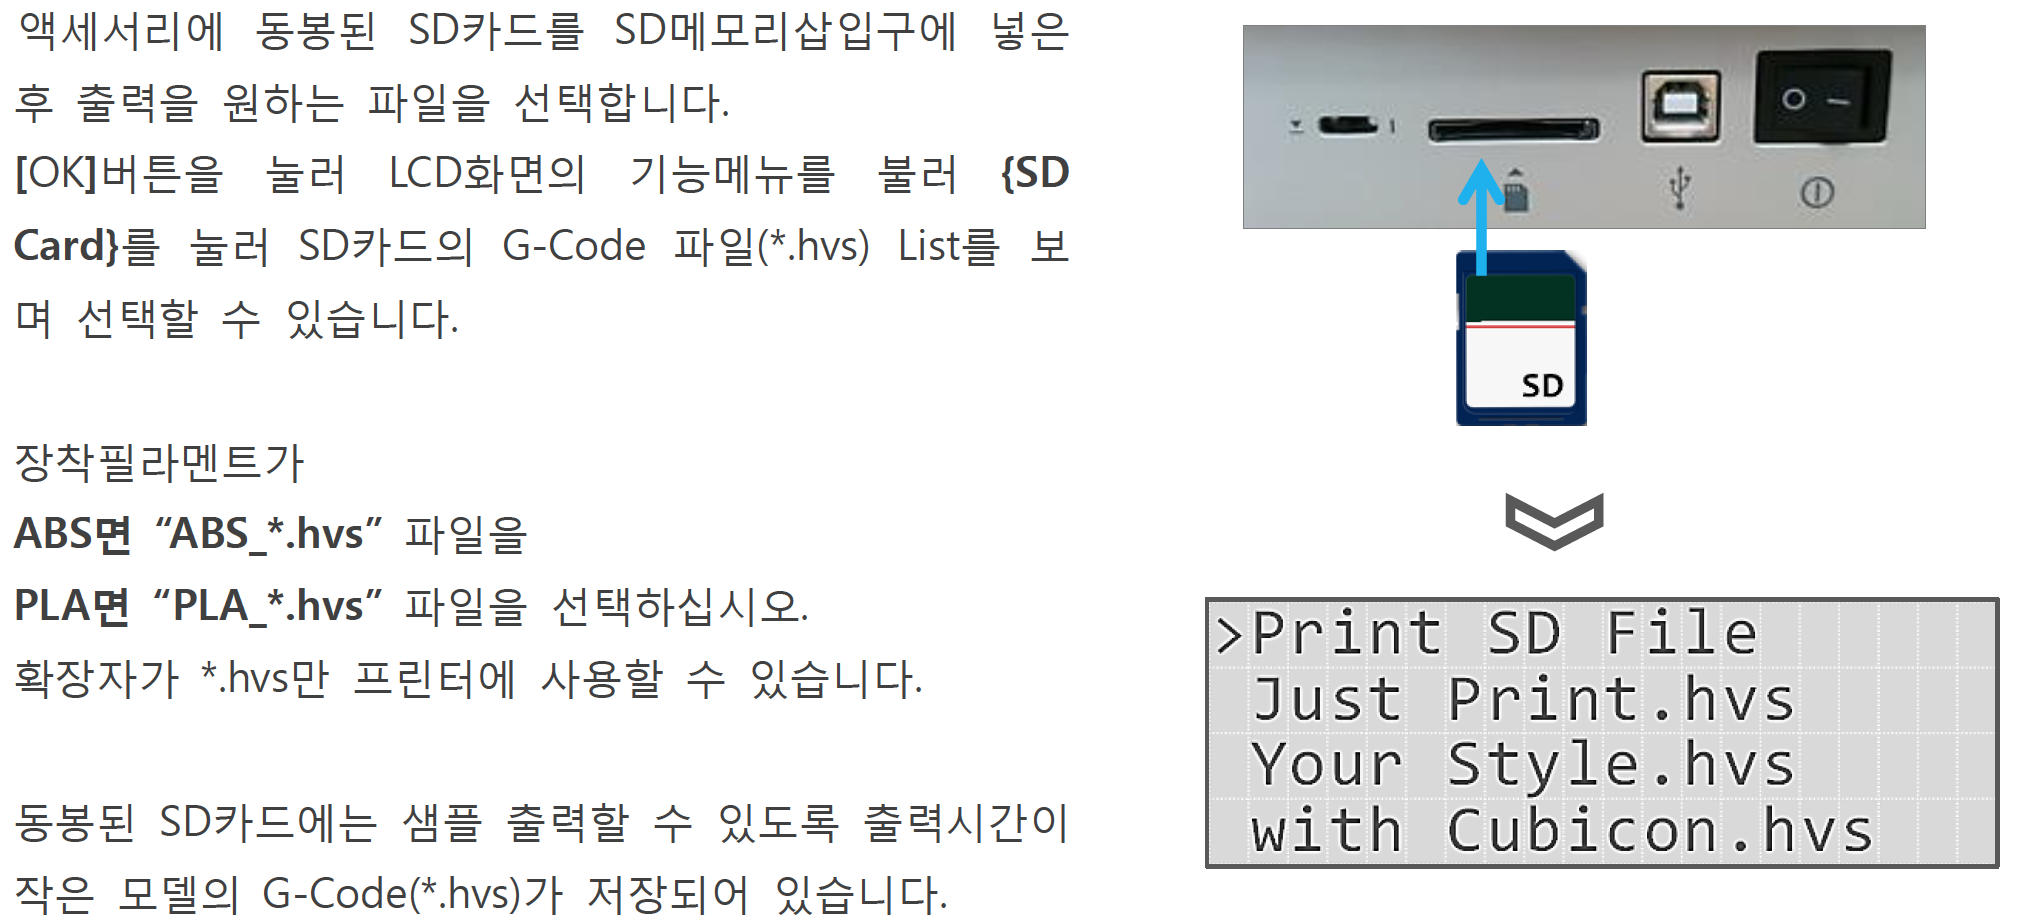 액세서리에 동봉된 SD카드를 SD메모리삽입구에 넣은
후 출력을 원하는 파일을 선택합니다.
[OK]버튼을 눌러 LCD화면의 기능메뉴를 불러 {SD
Card}를 눌러 SD카드의 G-Code 파일(*.hvs) List를 보
며 선택할 수 있습니다.
장착필라멘트가
ABS면 “ABS_*.hvs” 파일을
PLA면 “PLA_*.hvs” 파일을 선택하십시오.
확장자가 *.hvs만 프린터에 사용할 수 있습니다.
동봉된 SD카드에는 샘플 출력할 수 있도록 출력시간이
작은 모델의 G-Code(*.hvs)가 저장되어 있습니다.
SD
>Print SD File
Just Print.hvs
Your Style.hvs
with Cubicon.hvs